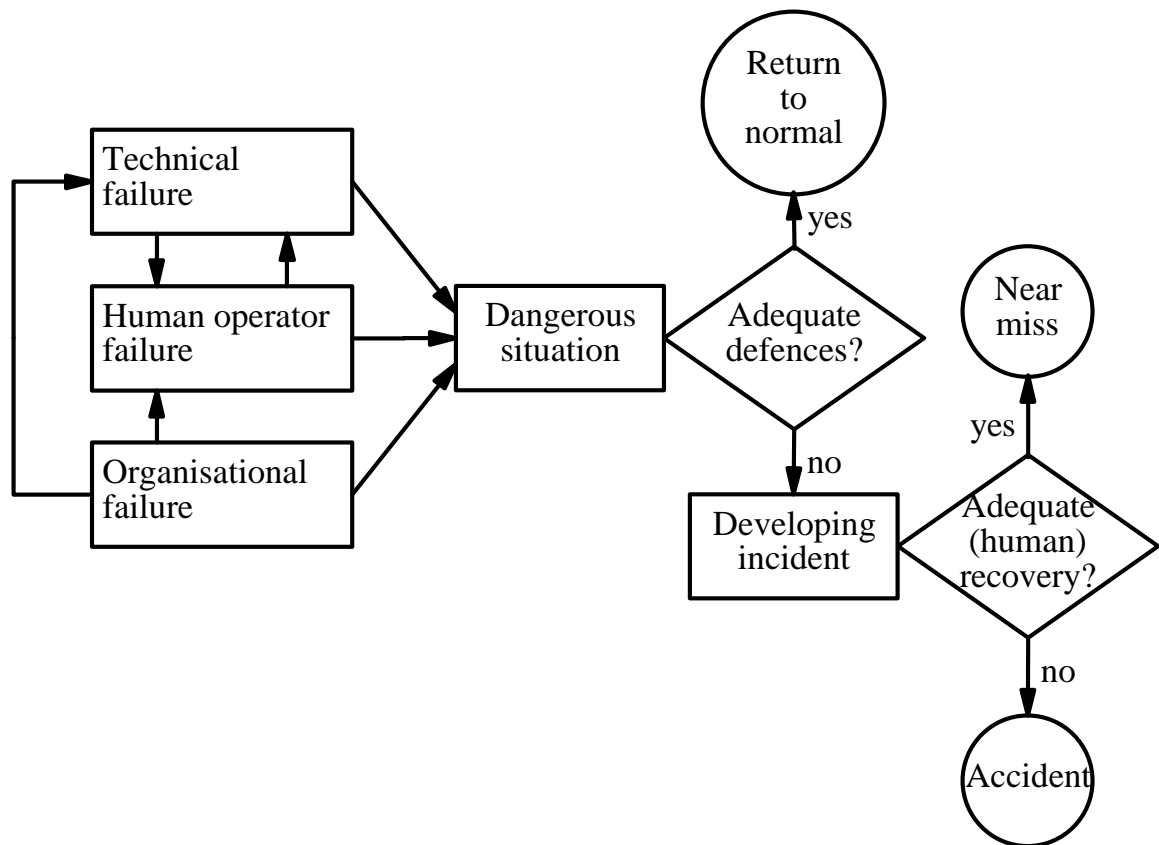 Technical
failure
Human operator
failure
Organisational
failure
Dangerous
situation
Return
to
normal
yes
Adequate
defences?
no
Developing
incident
Near
miss
yes
Adequate
(human)
recovery?
no
Accident